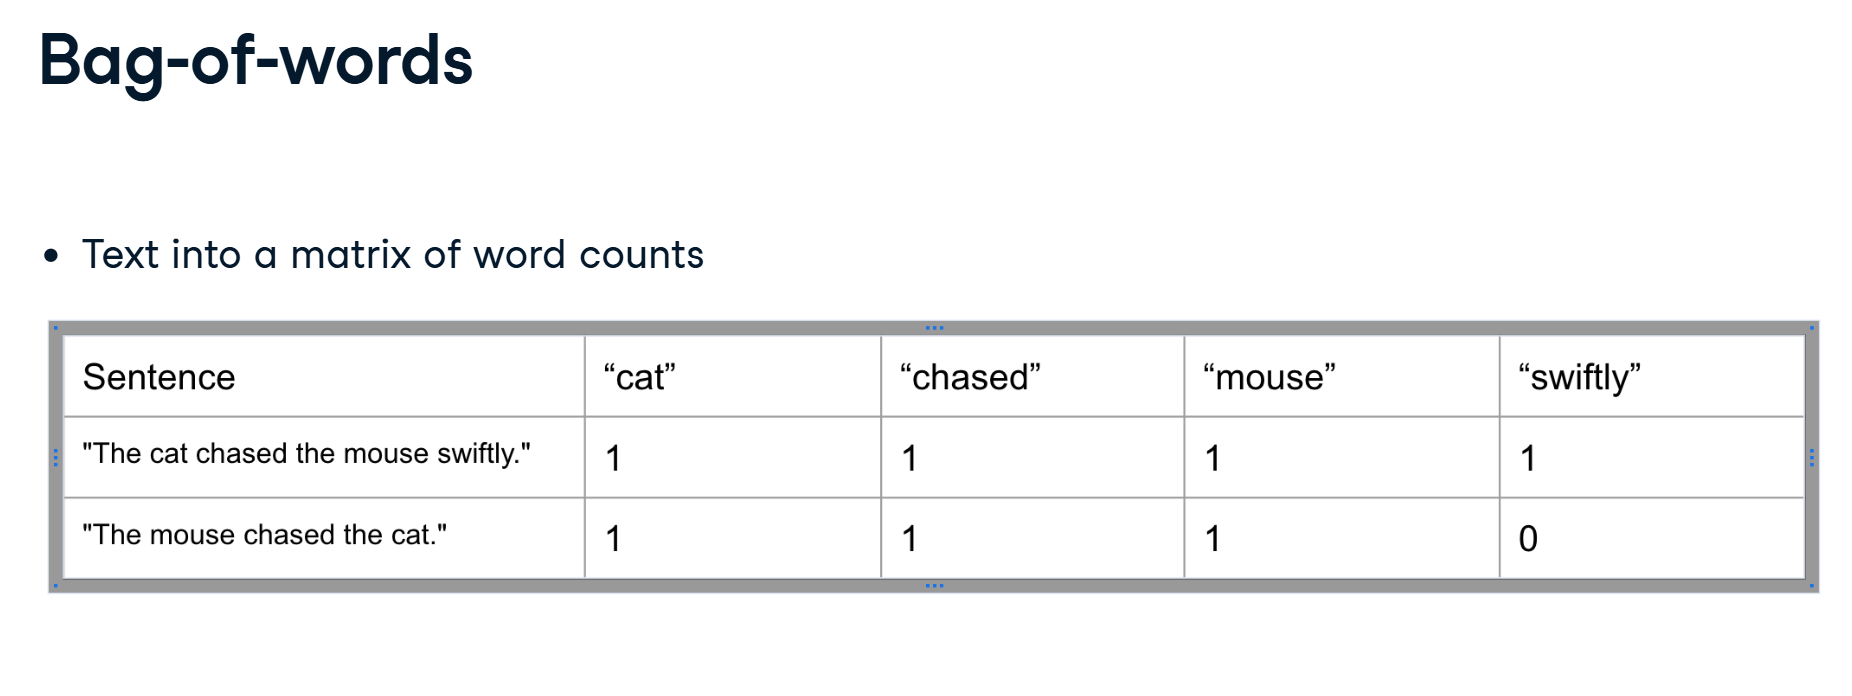 Bag-of-words
• Text into a matrix of word counts
Sentence “cat” “chased” “mouse” “swiftly”
"The cat chased the mouse swiftly." 1 1 1 1
"The mouse chased the cat." 1 1 1 0